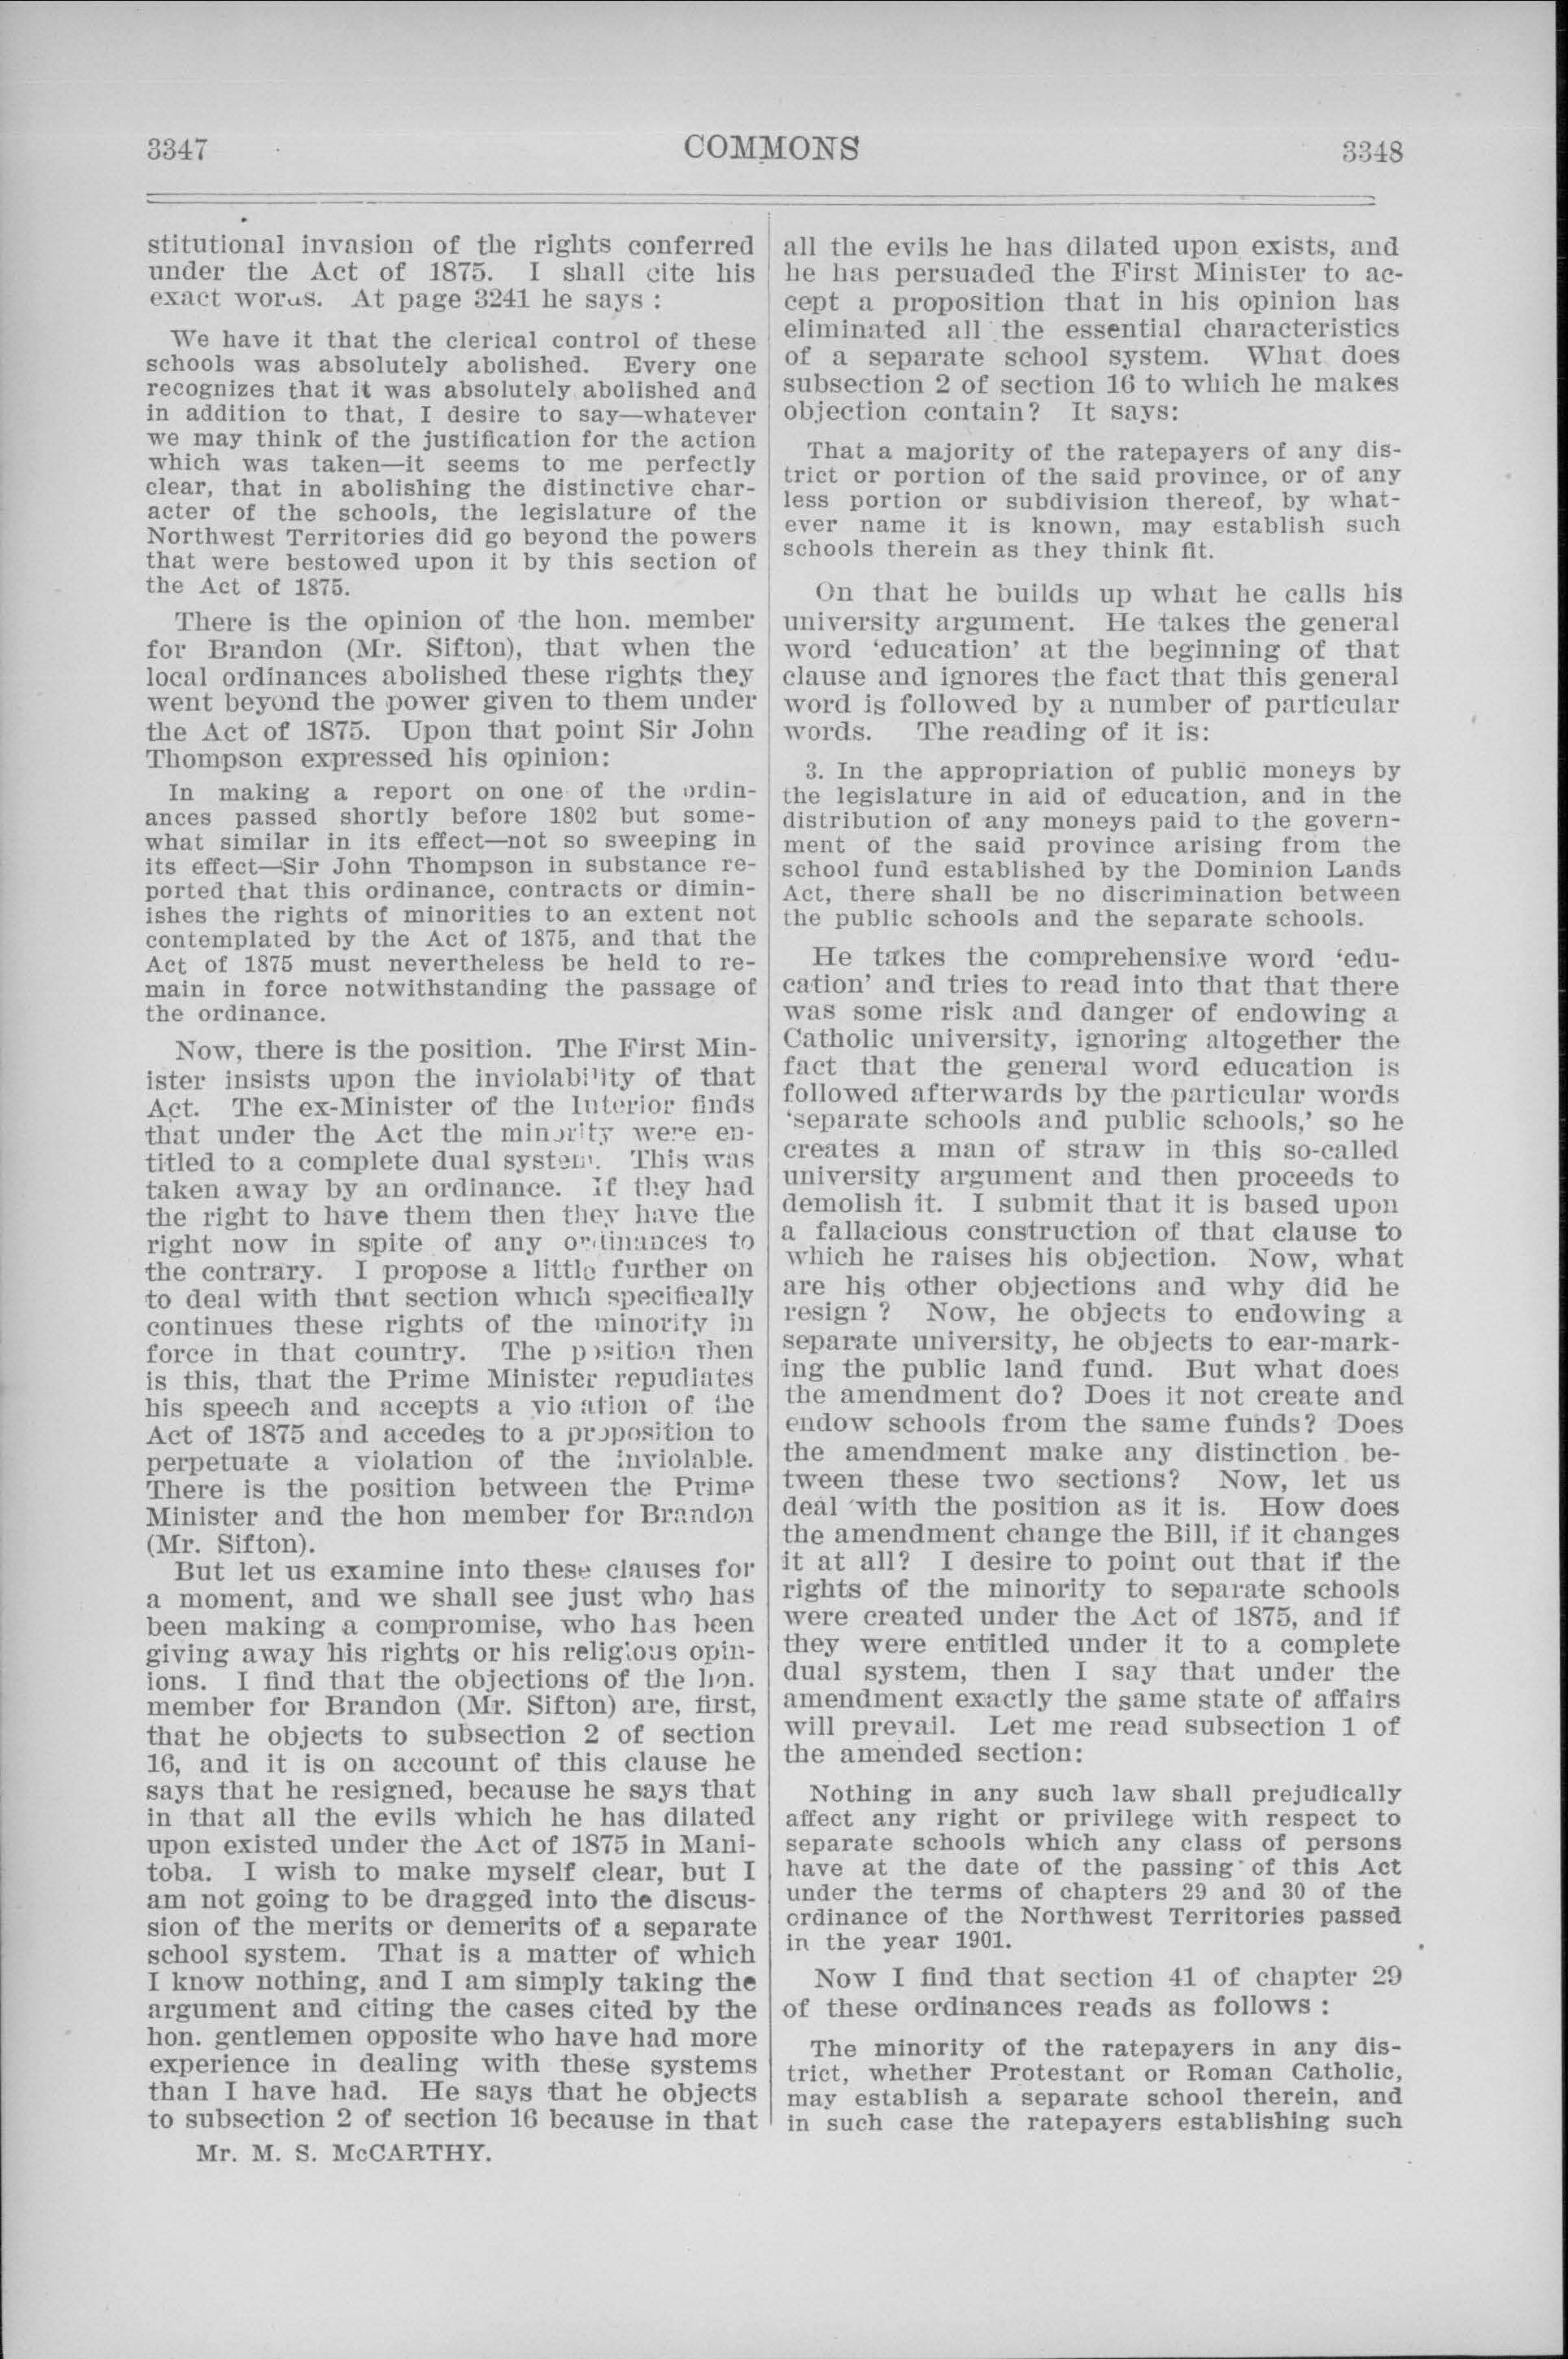 3347 COMMONS 3348
stitutional invasion of the rights conferred
under the Act of 1875. I shall cite his
exact words. At page 3241 he says :
We have it that the clerical control of these
schools was absolutely abolished. Every one
recognizes that it was absolutely abolished and
in addition to that, I desire to say—whatever
we may think of the justification for the action
which was taken—it seems to me perfectly
clear, that in abolishing the distinctive char-
acter of the schools, the legislature of the
Northwest Territories did go beyond the powers
that were bestowed upon it by this section of
the Act of 1875.
There is the opinion of the hon. member
for Brandon (Mr. Sifton), that when the
local ordinances abolished these rights they
went beyond the power given to them under
the Act of 1875. Upon that point Sir John
Thompson expressed his opinion:
In making a report on one of the ordin-
ances passed shortly before 1802 but some-
what similar in its effect—not so sweeping in
its effect—Sir John Thompson in substance re-
ported that this ordinance, contracts or dimin-
ishes the rights of minorities to an extent not
contemplated by the Act of 1875, and that the
Act of 1875 must nevertheless be held to re-
main in force notwithstanding the passage of
the ordinance.
Now, there is the position. The First Min-
ister insists upon the inviolability of that
Act. The ex-Minister of the Interior finds
that under the Act the minority were en-
titled to a complete dual system. This was
taken away by an ordinance. If they had
the right to have them then they have the
right now in spite of any ordinances to
the contrary. I propose a little further on
to deal with that section which specifically
continues these rights of the minority in
force in that country. The position then
is this, that the Prime Minister repudiates
his speech and accepts a violation of the
Act of 1875 and accedes to a proposition to
perpetuate a violation of the inviolable.
There is the position between the Prime
Minister and the hon member for Brandon
(Mr. Sifton).
But let us examine into these clauses for
a moment, and we shall see just who has
been making a compromise, who has been
giving away his rights or his religious opin-
ions. I find that the objections of the hon.
member for Brandon (Mr. Sifton) are, first,
that he objects to subsection 2 of section
16, and it is on account of this clause he
says that he resigned, because he says that
in that all the evils which he has dilated
upon existed under the Act of 1875 in Mani-
toba. I wish to make myself clear, but I
am not going to be dragged into the discus-
sion of the merits or demerits of a separate
school system. That is a matter of which
I know nothing, and I am simply taking the
argument and citing the cases cited by the
hon. gentlemen opposite who have had more
experience in dealing with these systems
than I have had. He says that he objects
to subsection 2 of section 16 because in that
Mr. M. S. McCARTHY.
all the evils he has dilated upon exists, and
he has persuaded the First Minister to ac-
cept a proposition that in his opinion has
eliminated all the essential characteristics
of a separate school system. What does
subsection 2 of section 16 to which he makes
objection contain? It says:
That a majority of the ratepayers of any dis-
trict or portion of the said province, or of any
less portion or subdivision thereof, by what-
ever name it is known, may establish such
schools therein as they think fit.
On that he builds up what he calls his
university argument. He takes the general
word ‘education’ at the beginning of that
clause and ignores the fact that this general
word is followed by a number of particular
words. The reading of it is:
3. In the appropriation of public moneys by
the legislature in aid of education, and in the
distribution of any moneys paid to the govern-
ment of the said province arising from the
school fund established by the Dominion Lands
Act, there shall be no discrimination between
the public schools and the separate schools.
He takes the comprehensive word ‘edu-
cation’ and tries to read into that that there
was some risk and danger of endowing a
Catholic university, ignoring altogether the
fact that the general word education is
followed afterwards by the particular words
‘separate schools and public schools,’ so he
creates a man of straw in this so-called
university argument and then proceeds to
demolish it. I submit that it is based upon
a fallacious construction of that clause to
which he raises his objection. Now, what
are his other objections and why did he
resign ? Now, he objects to endowing a
separate university, he objects to ear-mark-
ing the public land fund. But what does
the amendment do? Does it not create and
endow schools from the same funds? Does
the amendment make any distinction be-
tween these two sections? Now, let us
deal with the position as it is. How does
the amendment change the Bill, if it changes
it at all? I desire to point out that if the
rights of the minority to separate schools
were created under the Act of 1875, and if
they were entitled under it to a complete
dual system, then I say that under the
amendment exactly the same state of affairs
will prevail. Let me read subsection 1 of
the amended section:
Nothing in any such law shall prejudically
affect any right or privilege with respect to
separate schools which any class of persons
have at the date of the passing of this Act
under the terms of chapters 29 and 30 of the
ordinance of the Northwest Territories passed
in the year 1901.
Now I find that section 41 of chapter 29
of these ordinances reads as follows :
The minority of the ratepayers in any dis-
trict, whether Protestant or Roman Catholic,
may establish a separate school therein, and
in such case the ratepayers establishing such